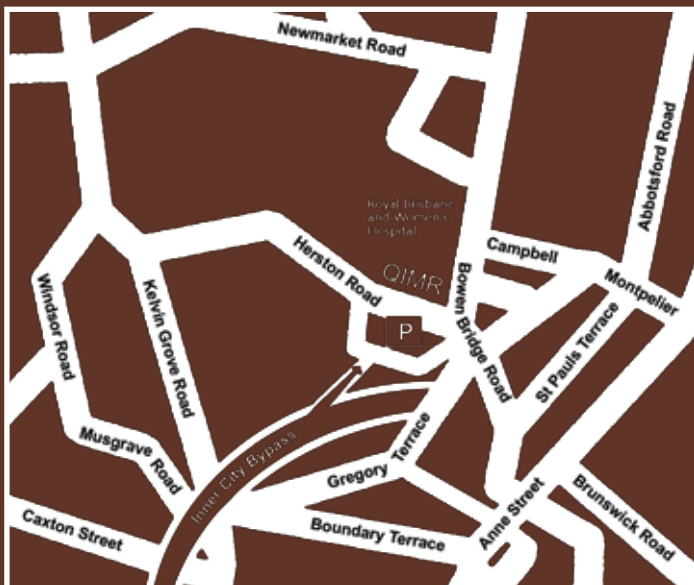 Newmarket Road
Abbotsford Road
Royal Brisbane
and Women's
Hospital
Campbell
Herston Road
QIMR
Montpelier
Windsor Road
Kelvin Grove Road
P
Bowen Bridge Road
St Pauls Terrace
Musgrave Road
Inner City Bypass
Gregory Terrace
Anne Street
Brunswick Road
Caxton Street
Boundary Terrace